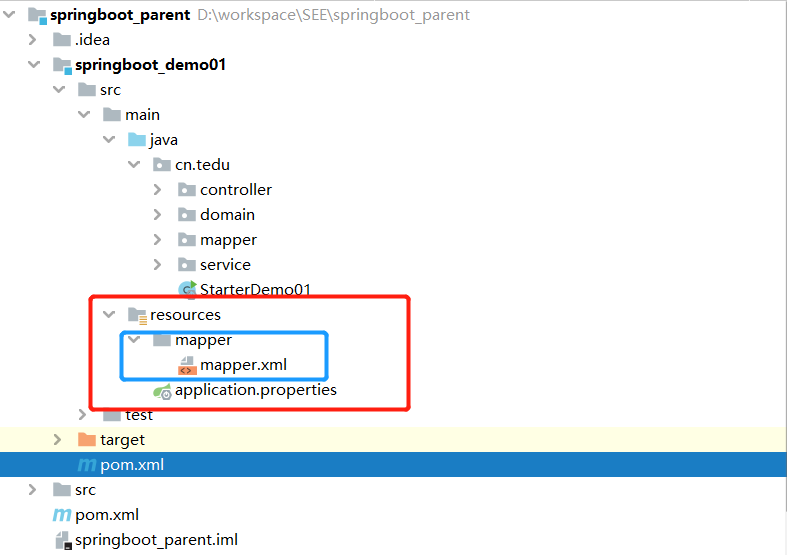 springboot_parent D:\workspace\SEE\springboot_parent
.idea
springboot_demo01
src
main
java
cn.tedu
controller
domain
mapper
service
StarterDemo01
resources
mapper
mapper.xml
application.properties
test
target
pom.xml
src
pom.xml
springboot_parent.iml